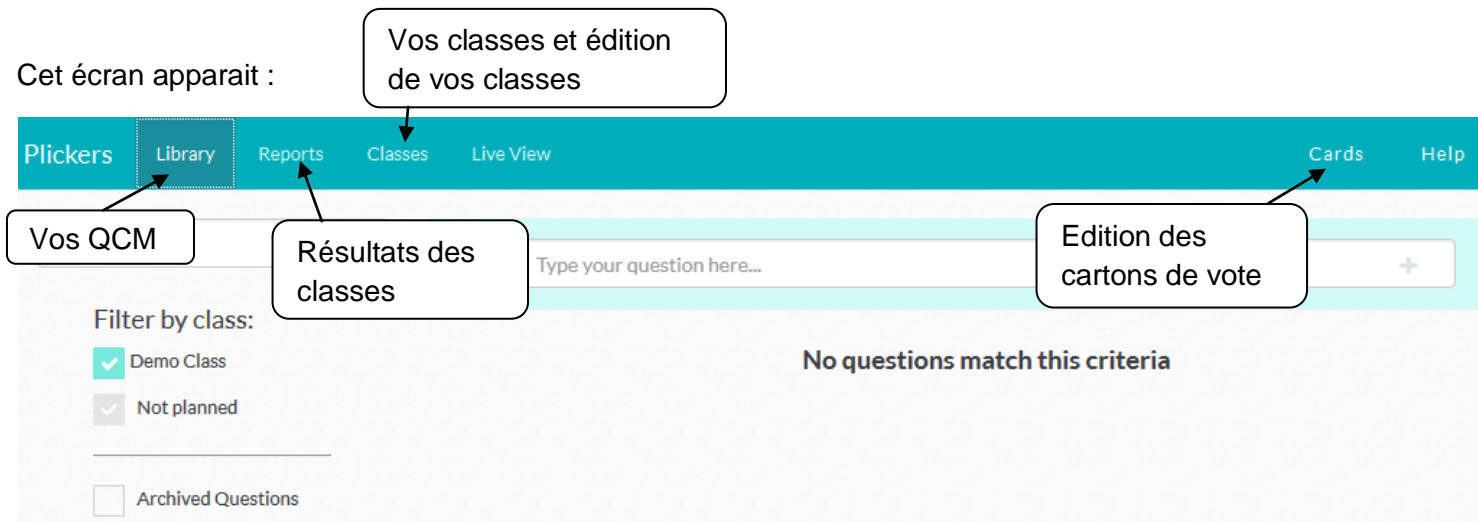 Vos classes et édition
de vos classes
Cet écran apparait :
Plickers Library Reports Classes Live View Cards Help
Vos QCM
Résultats des
classes
Type your question here...
Edition des
cartons de vote
+
Filter by class:
Demo Class
Not planned
No questions match this criteria
Archived Questions